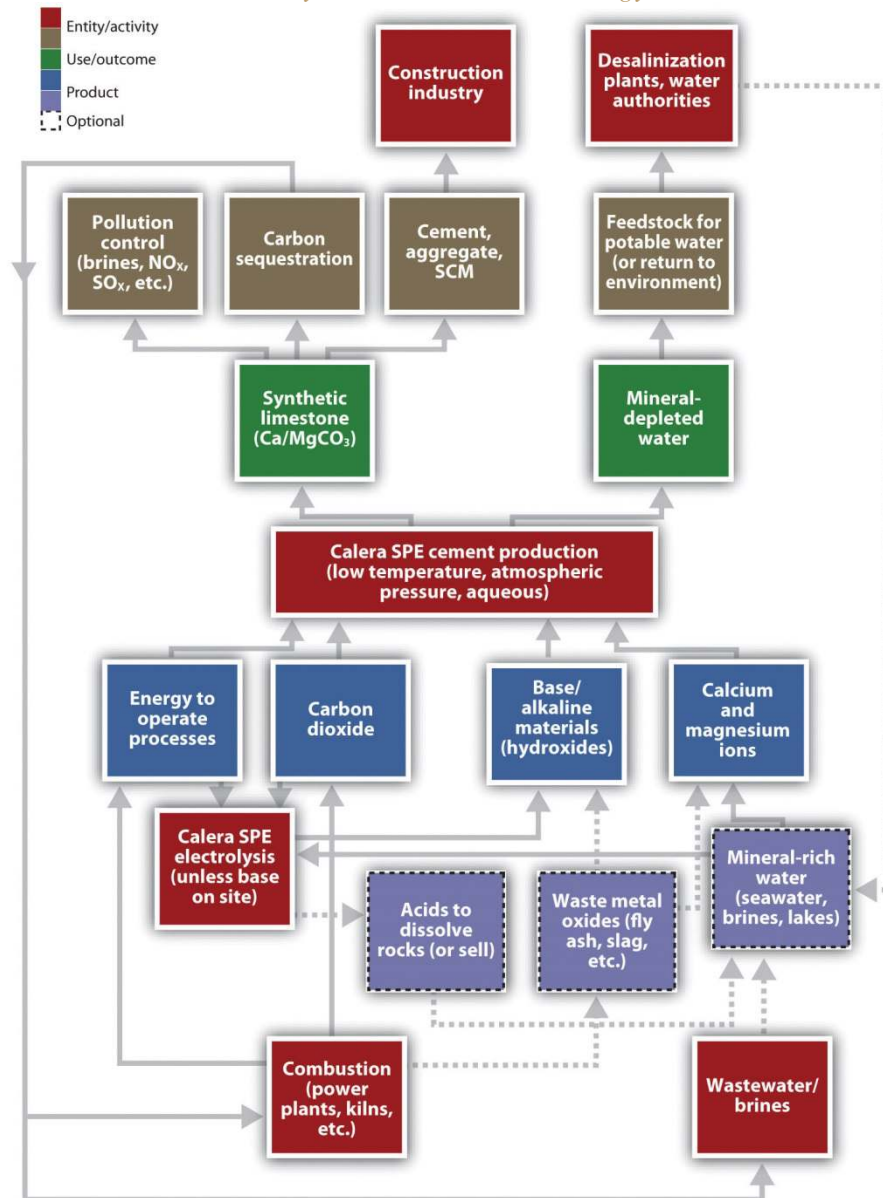 Entity/activity
Use/outcome
Product
Optional
Construction
industry
Desalinization
plants, water
authorities
Pollution
control
(brines, NOX,
SOX, etc.)
Carbon
sequestration
Cement,
aggregate,
SCM
Feedstock for
potable water
(or return to
environment)
Synthetic
limestone
(Ca/MgCO3)
Mineral-
depleted
water
Calera SPE cement production
(low temperature, atmospheric
pressure, aqueous)
Energy to
operate
processes
Carbon
dioxide
Base/
alkaline
materials
(hydroxides)
Calcium
and
magnesium
ions
Calera SPE
electrolysis
(unless base
on site)
Acids to
dissolve
rocks (or sell)
Waste metal
oxides (fly
ash, slag,
etc.)
Mineral-rich
water
(seawater,
brines, lakes)
Combustion
(power
plants, kilns,
etc.)
Wastewater/
brines